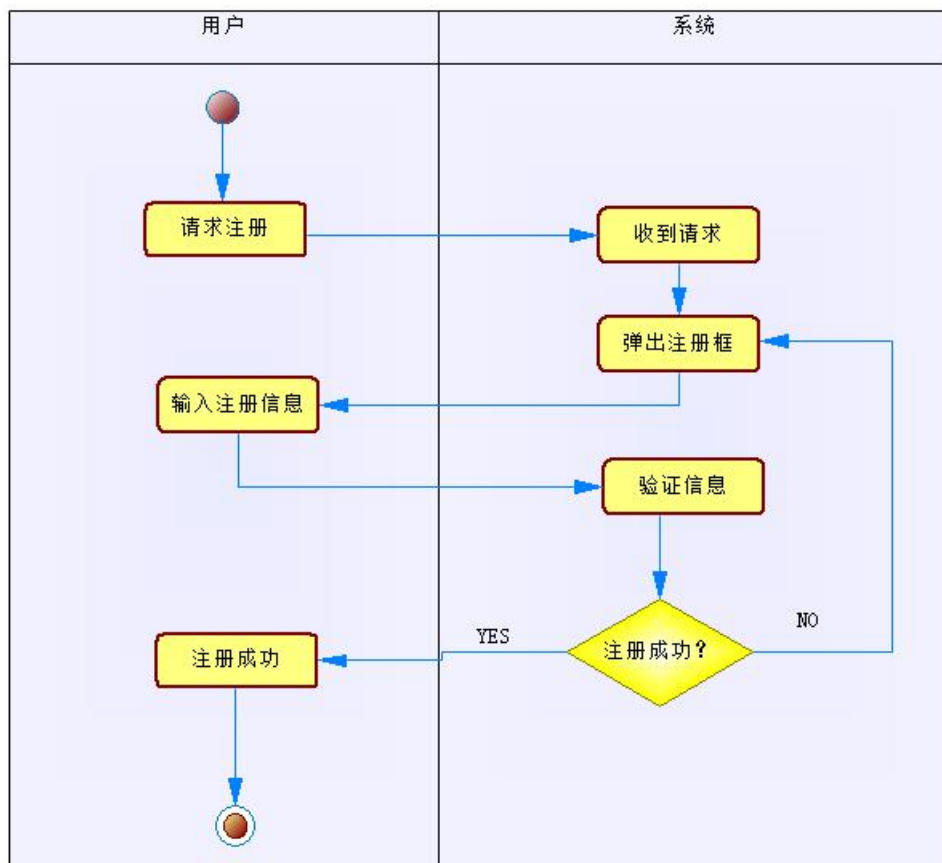 用户
系统
请求注册
收到请求
弹出注册框
输入注册信息
验证信息
注册成功?
YES
NO
注册成功